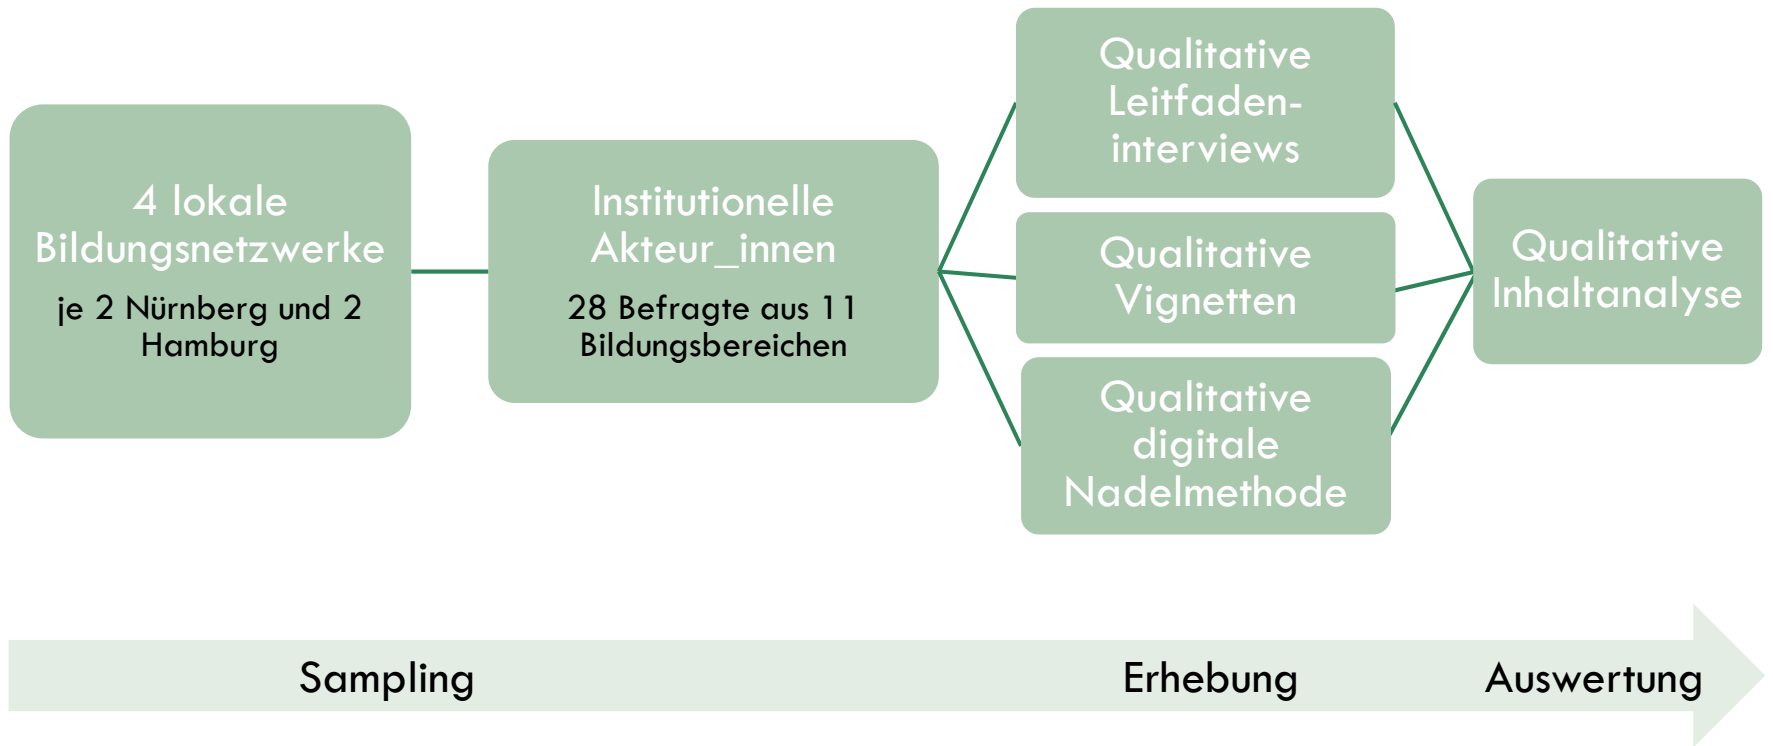 4 lokale
Bildungsnetzwerke
je 2 Nürnberg und 2
Hamburg
Institutionelle
Akteur_innen
28 Befragte aus 11
Bildungsbereichen
Qualitative
Leitfaden-
interviews
Qualitative
Vignetten
Qualitative
digitale
Nadelmethode
Qualitative
Inhaltanalyse
Sampling
Erhebung
Auswertung